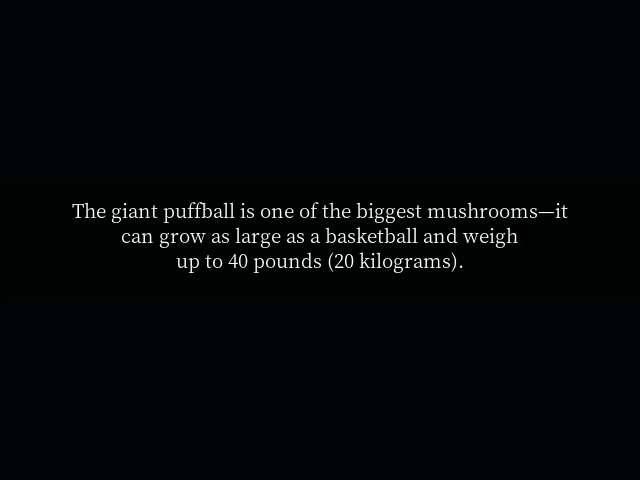 The giant puffball is one of the biggest mushrooms—it
can grow as large as a basketball and weigh
up to 40 pounds (20 kilograms).